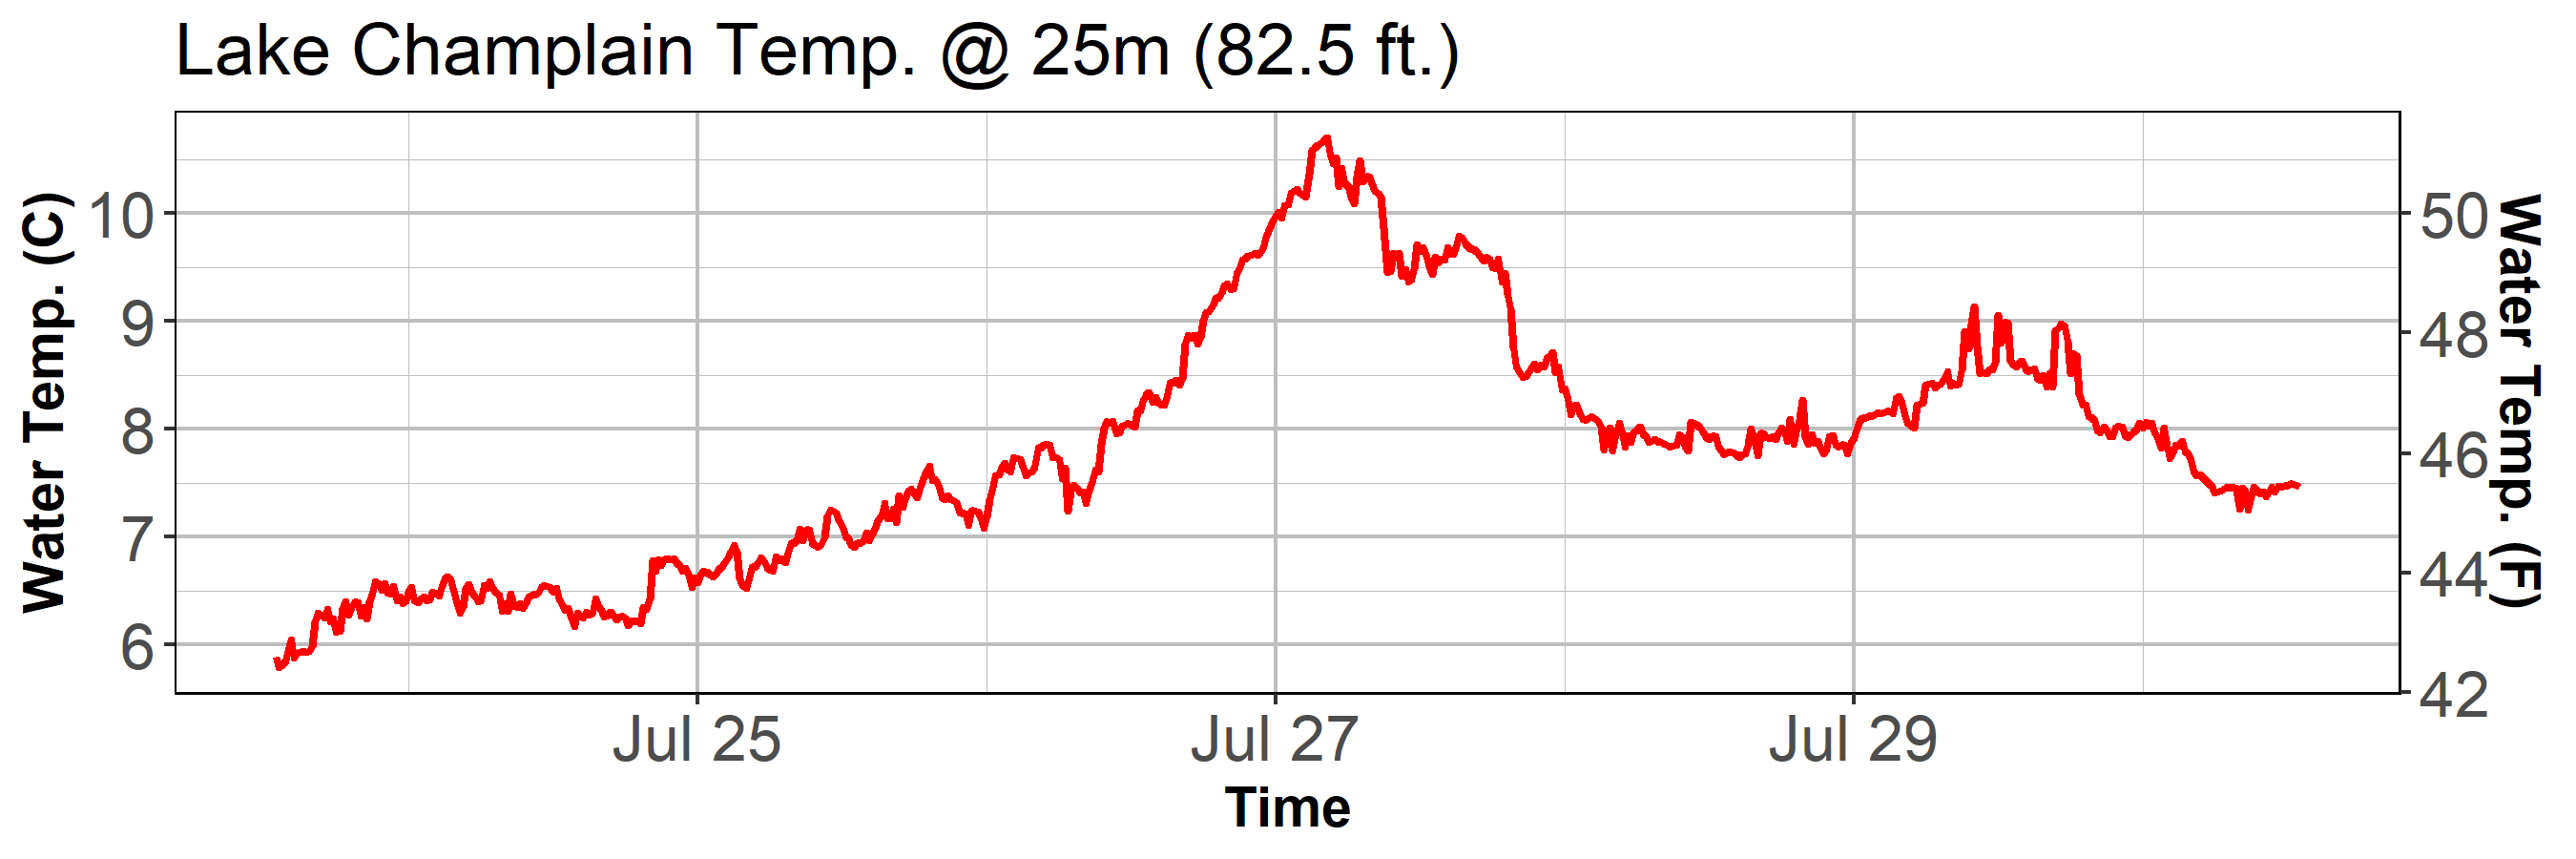 Lake Champlain Temp. @ 25m (82.5 ft.)
Water Temp. (C)
10
9
8
7
6
50
48
46
44
42
Water Temp. (F)
Jul 25
Jul 27
Jul 29
Time